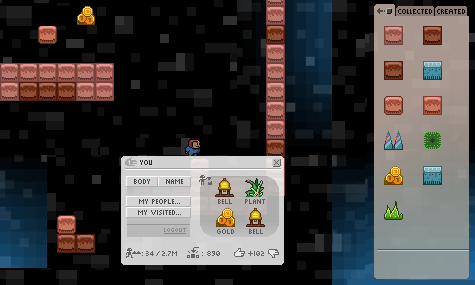 COLLECTED CREATED
YOU
BODY NAME
MY PEOPLE...
MY VISITED...
LOGOUT
BELL PLANT
GOLD BELL
: 34 / 2.7M : 890 +102